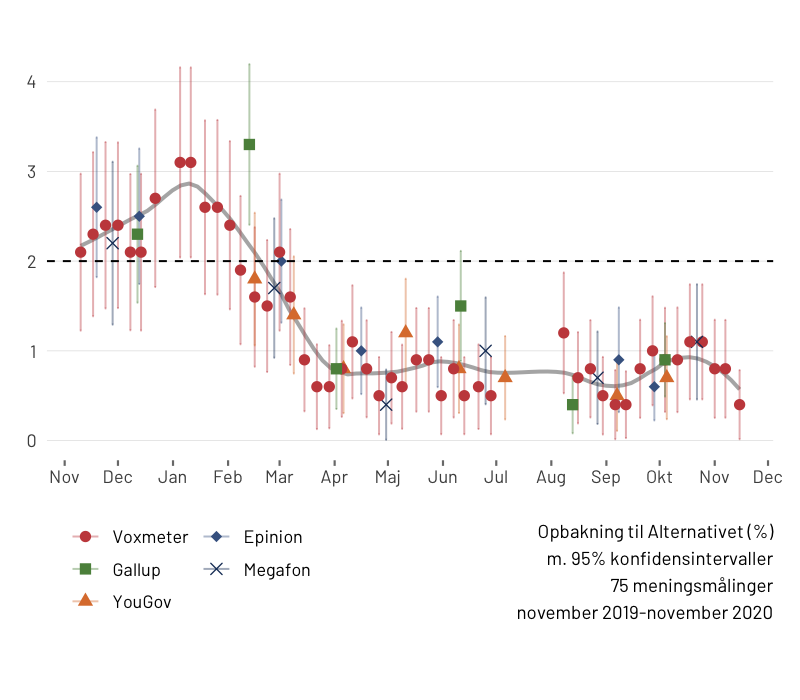 4
3
2
1
0
Nov Dec Jan Feb Mar Apr Maj Jun Jul Aug Sep Okt Nov Dec
Voxmeter Epinion
Gallup Megafon
YouGov
Opbakning til Alternativet (%)
m. 95% konfidensintervaller
75 meningsmålinger
november 2019-november 2020